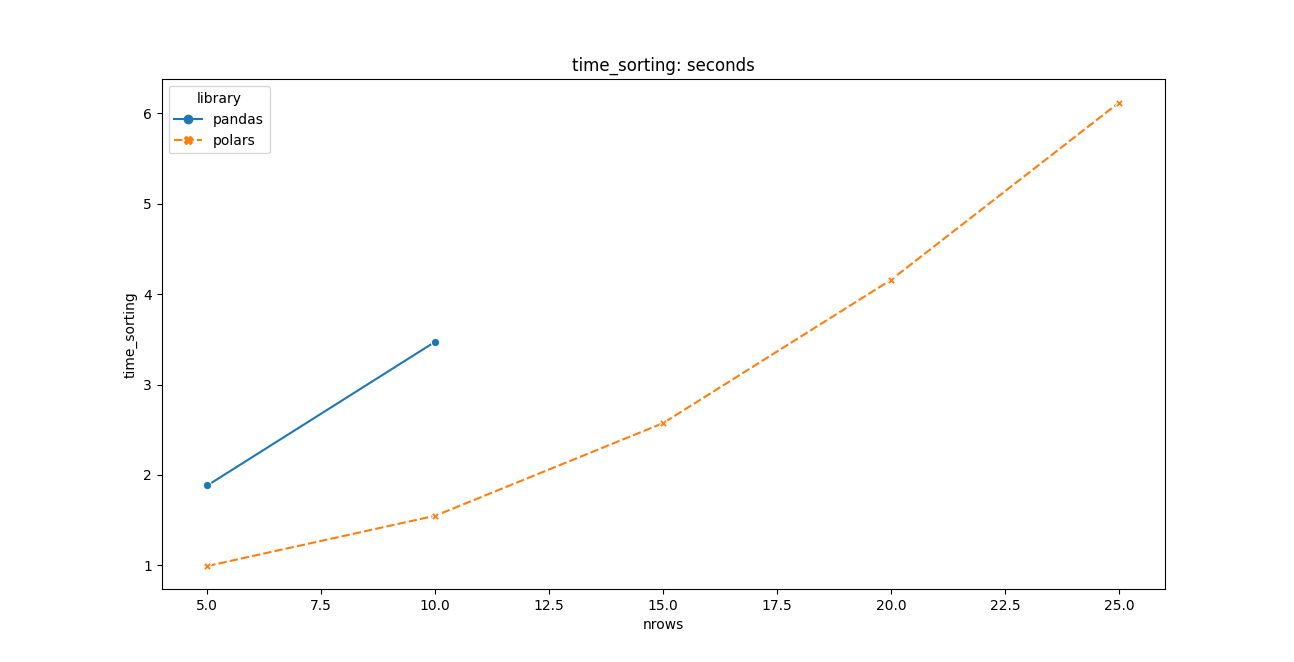 time_sorting: seconds
library
pandas
polars
6
5
4
3
2
1
time_sorting
5.0 7.5 10.0 12.5 15.0 17.5 20.0 22.5 25.0
nrows